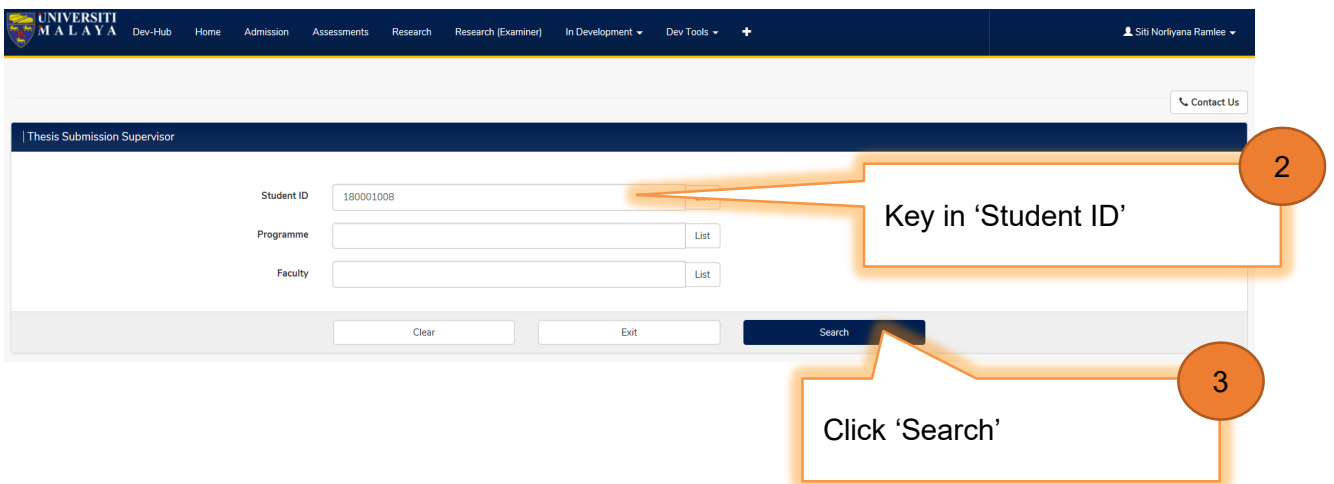 UNIVERSITI
MALAYA Dev-Hub Home Admission Assessments Research Research (Examiner) In Development Dev Tools + Siti Norliyana Ramlee
Contact Us
| Thesis Submission Supervisor
2
Student ID 180001008
Key in ‘Student ID’
Programme List
Faculty List
Clear Exit Search
3
Click ‘Search’